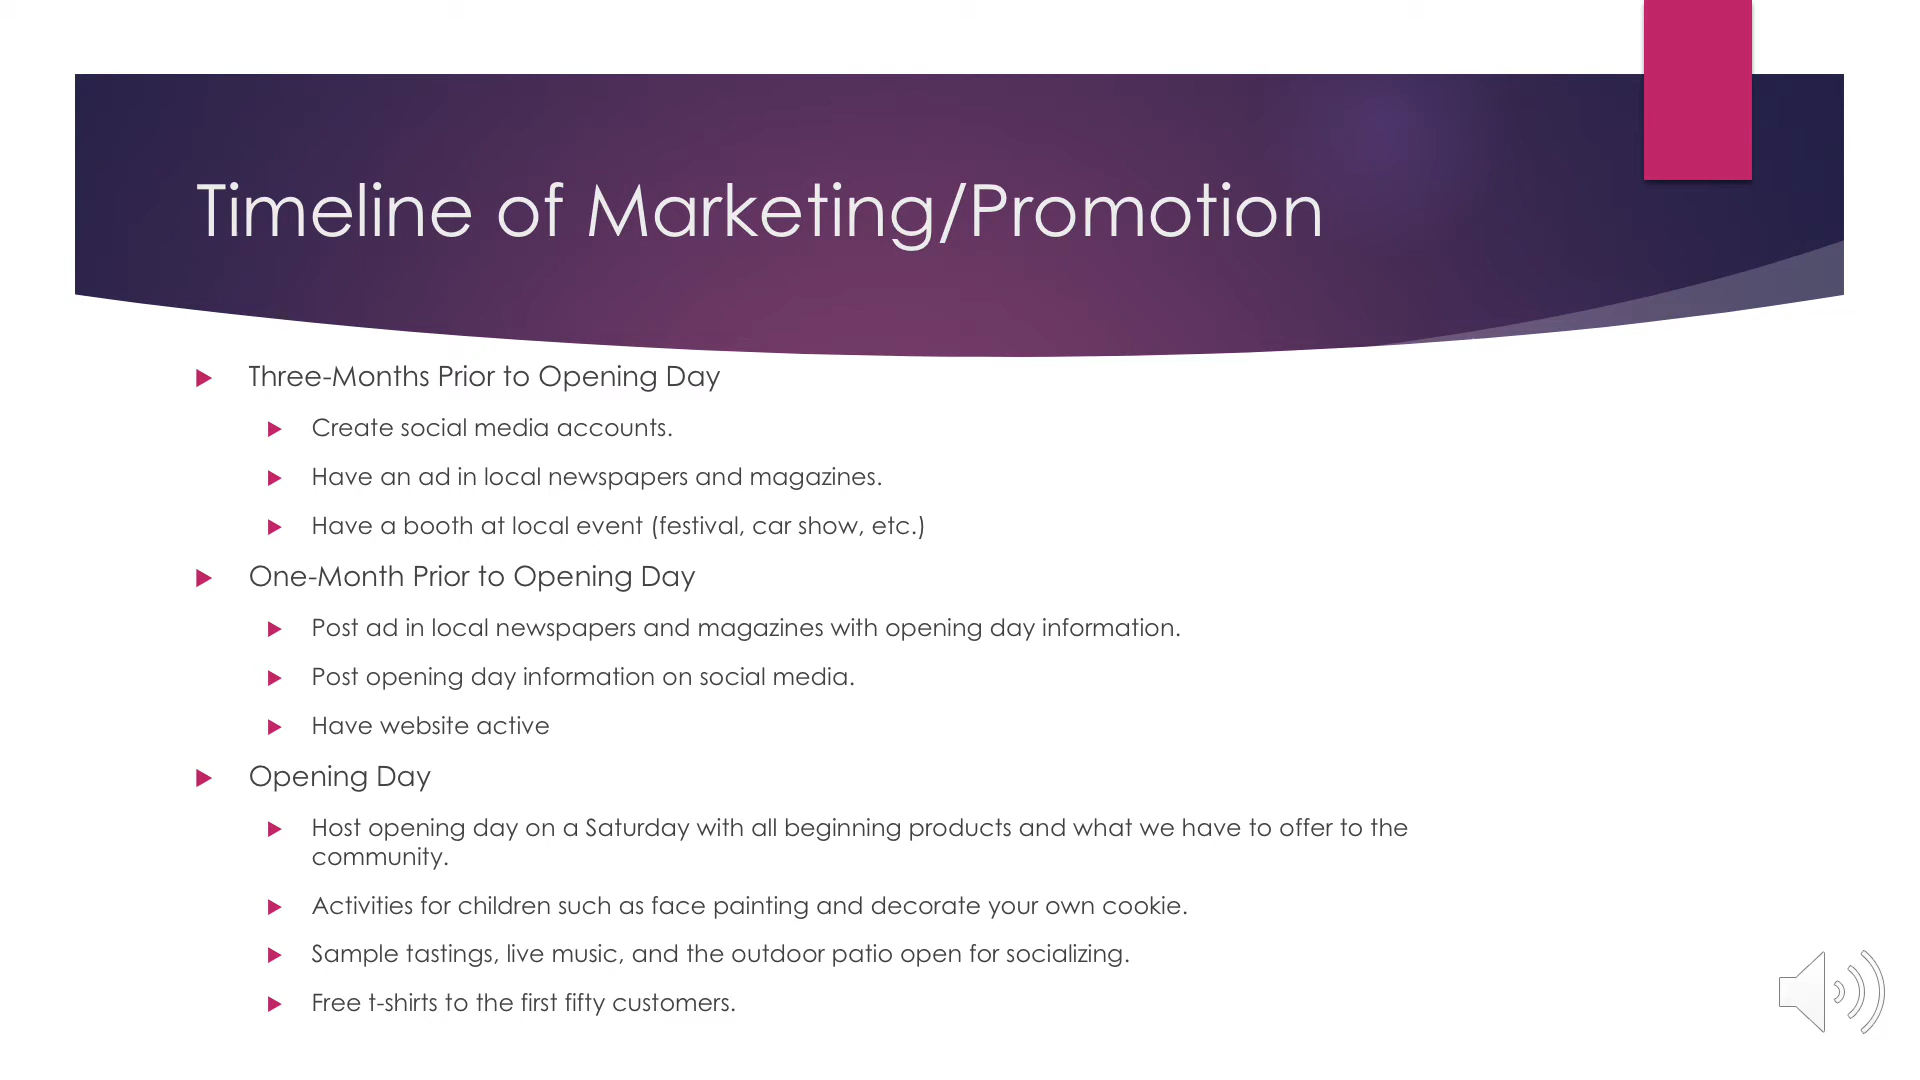 Timeline of Marketing/Promotion
Three-Months Prior to Opening Day
Create social media accounts.
Have an ad in local newspapers and magazines.
Have a booth at local event (festival, car show, etc.)
One-Month Prior to Opening Day
Post ad in local newspapers and magazines with opening day information.
Post opening day information on social media.
Have website active
Opening Day
Host opening day on a Saturday with all beginning products and what we have to offer to the
community.
Activities for children such as face painting and decorate your own cookie.
Sample tastings, live music, and the outdoor patio open for socializing.
Free t-shirts to the first fifty customers.